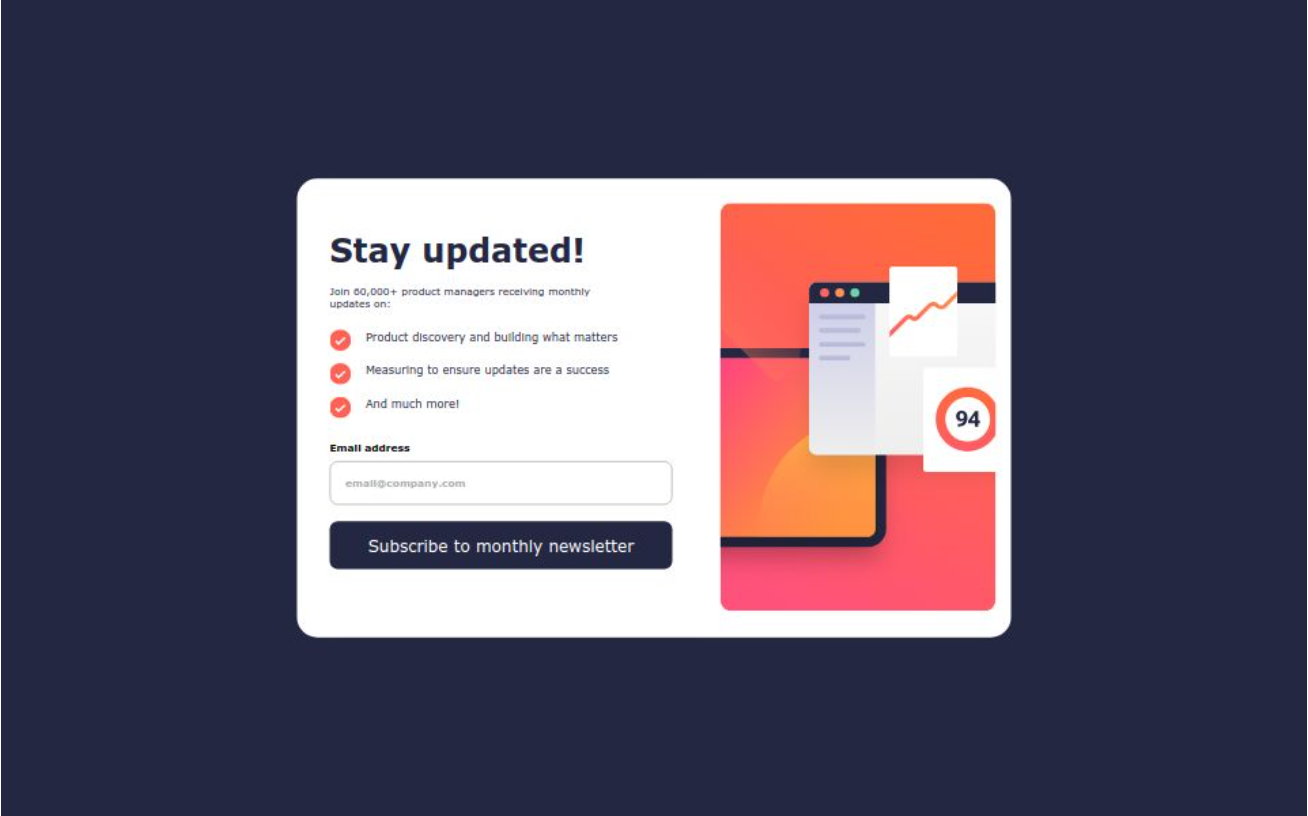 Stay updated!
Join 60,000+ product managers receiving monthly
updates on:
Product discovery and building what matters
Measuring to ensure updates are a success
And much more!
Email address
email@company.com
Subscribe to monthly newsletter
94